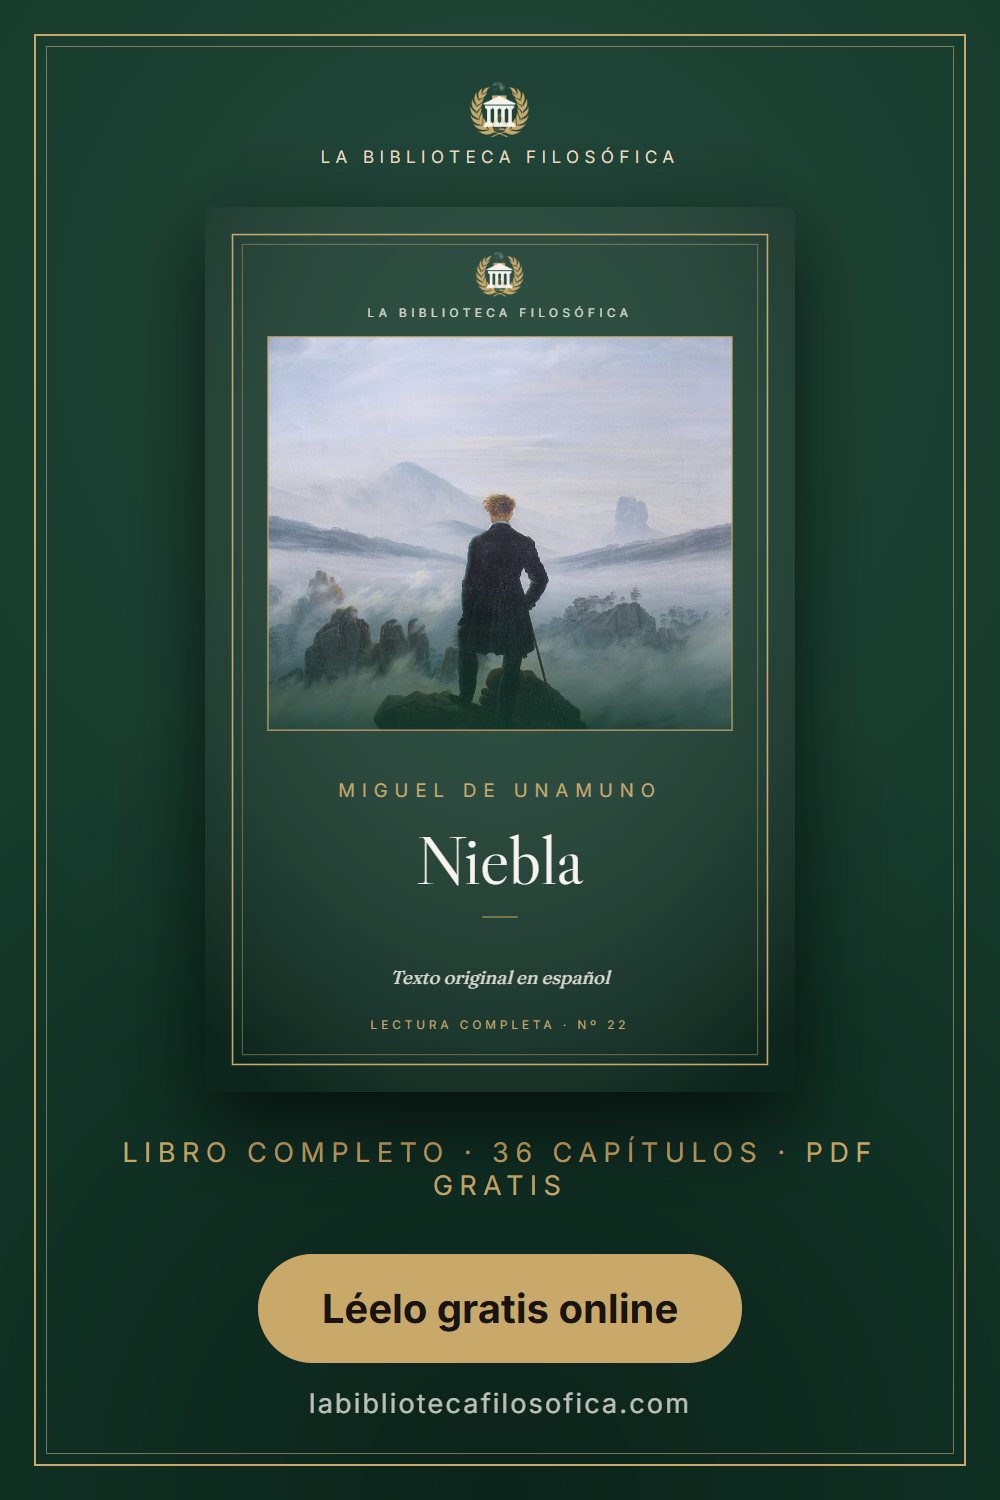 LA BIBLIOTECA FILOSÓFICA
LA BIBLIOTECA FILOSÓFICA
MIGUEL DE UNAMUNO
Niebla
Texto original en español
LECTURA COMPLETA · Nº 22
LIBRO COMPLETO · 36 CAPÍTULOS · PDF
GRATIS
Léelo gratis online
labibliotecafilosofica.com